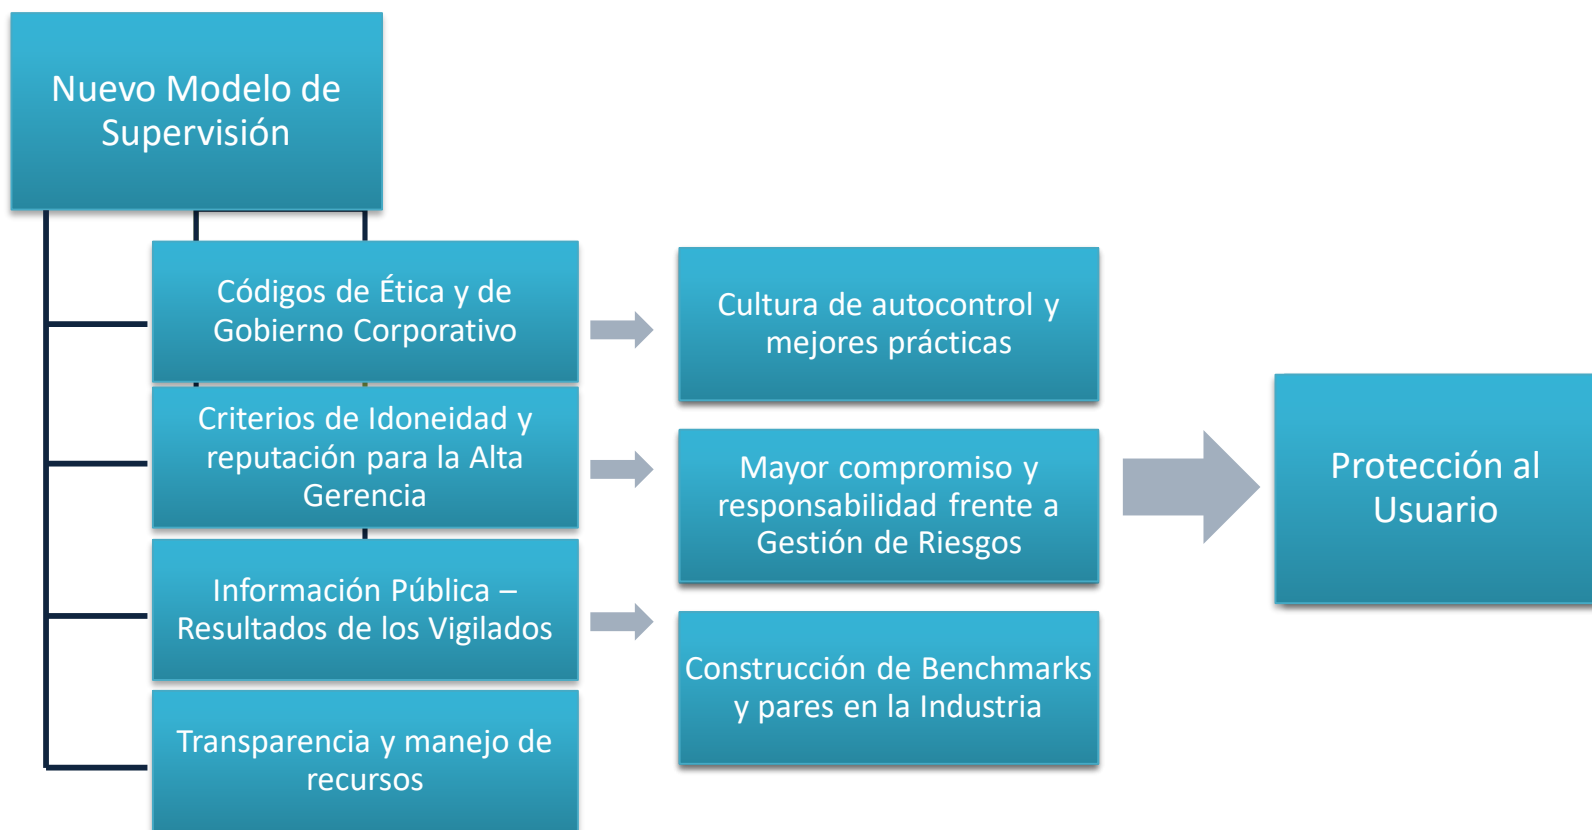 Nuevo Modelo de
Supervisión
Códigos de Ética y de
Gobierno Corporativo
Cultura de autocontrol y
mejores prácticas
Criterios de Idoneidad y
reputación para la Alta
Gerencia
Mayor compromiso y
responsabilidad frente a
Gestión de Riesgos
Protección al
Usuario
Información Pública –
Resultados de los Vigilados
Construcción de Benchmarks
y pares en la Industria
Transparencia y manejo de
recursos